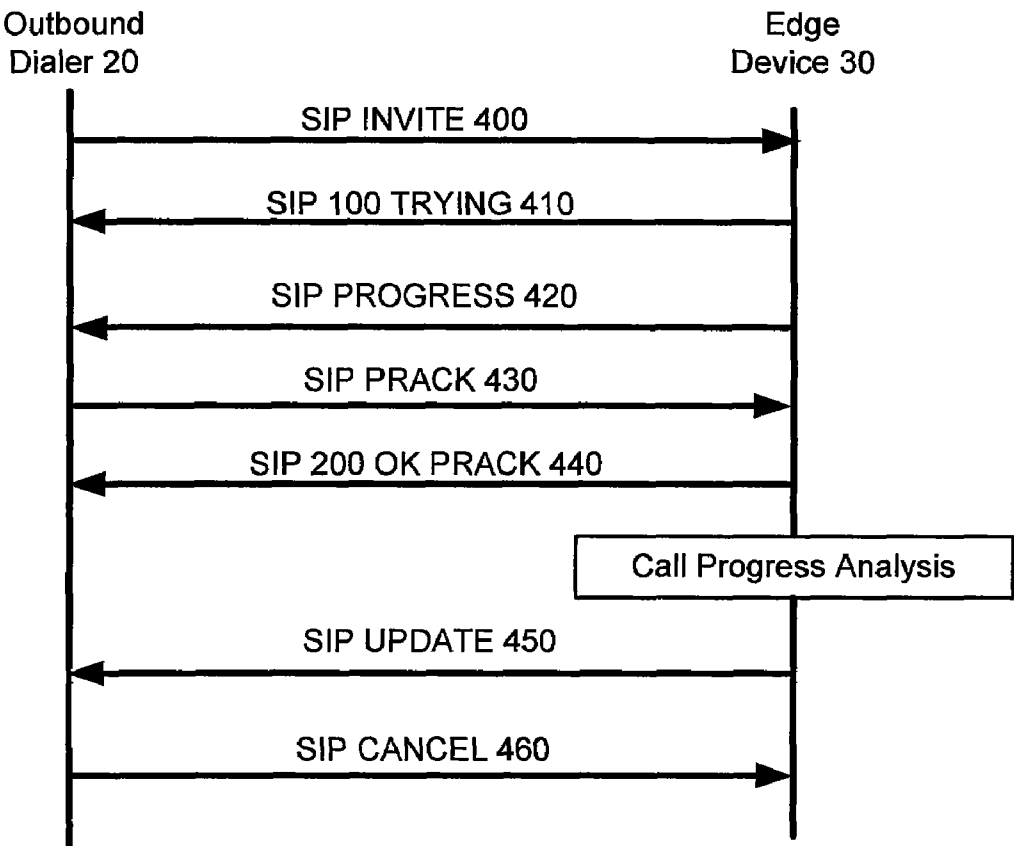 Outbound
Dialer 20
Edge
Device 30
SIP INVITE 400
SIP 100 TRYING 410
SIP PROGRESS 420
SIP PRACK 430
SIP 200 OK PRACK 440
Call Progress Analysis
SIP UPDATE 450
SIP CANCEL 460